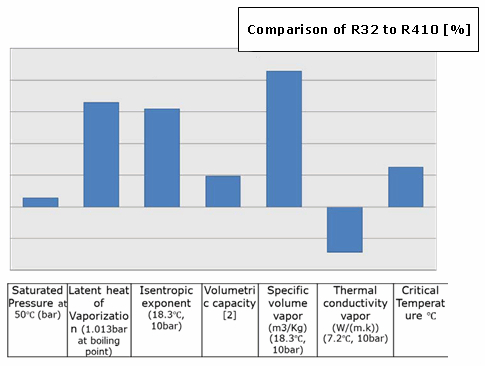 Comparison of R32 to R410 [%]
Saturated
Pressure at
50℃ (bar)
Latent heat
of
Vaporizatio
n (1.013bar
at boiling
point)
Isentropic
exponent
(18.3℃,
10bar)
Volumetri
c capacity
[2]
Specific
volume
vapor
(m3/Kg)
(18.3℃,
10bar)
Thermal
conductivity
vapor
(W/(m.k))
(7.2℃, 10bar)
Critical
Temperat
ure ℃